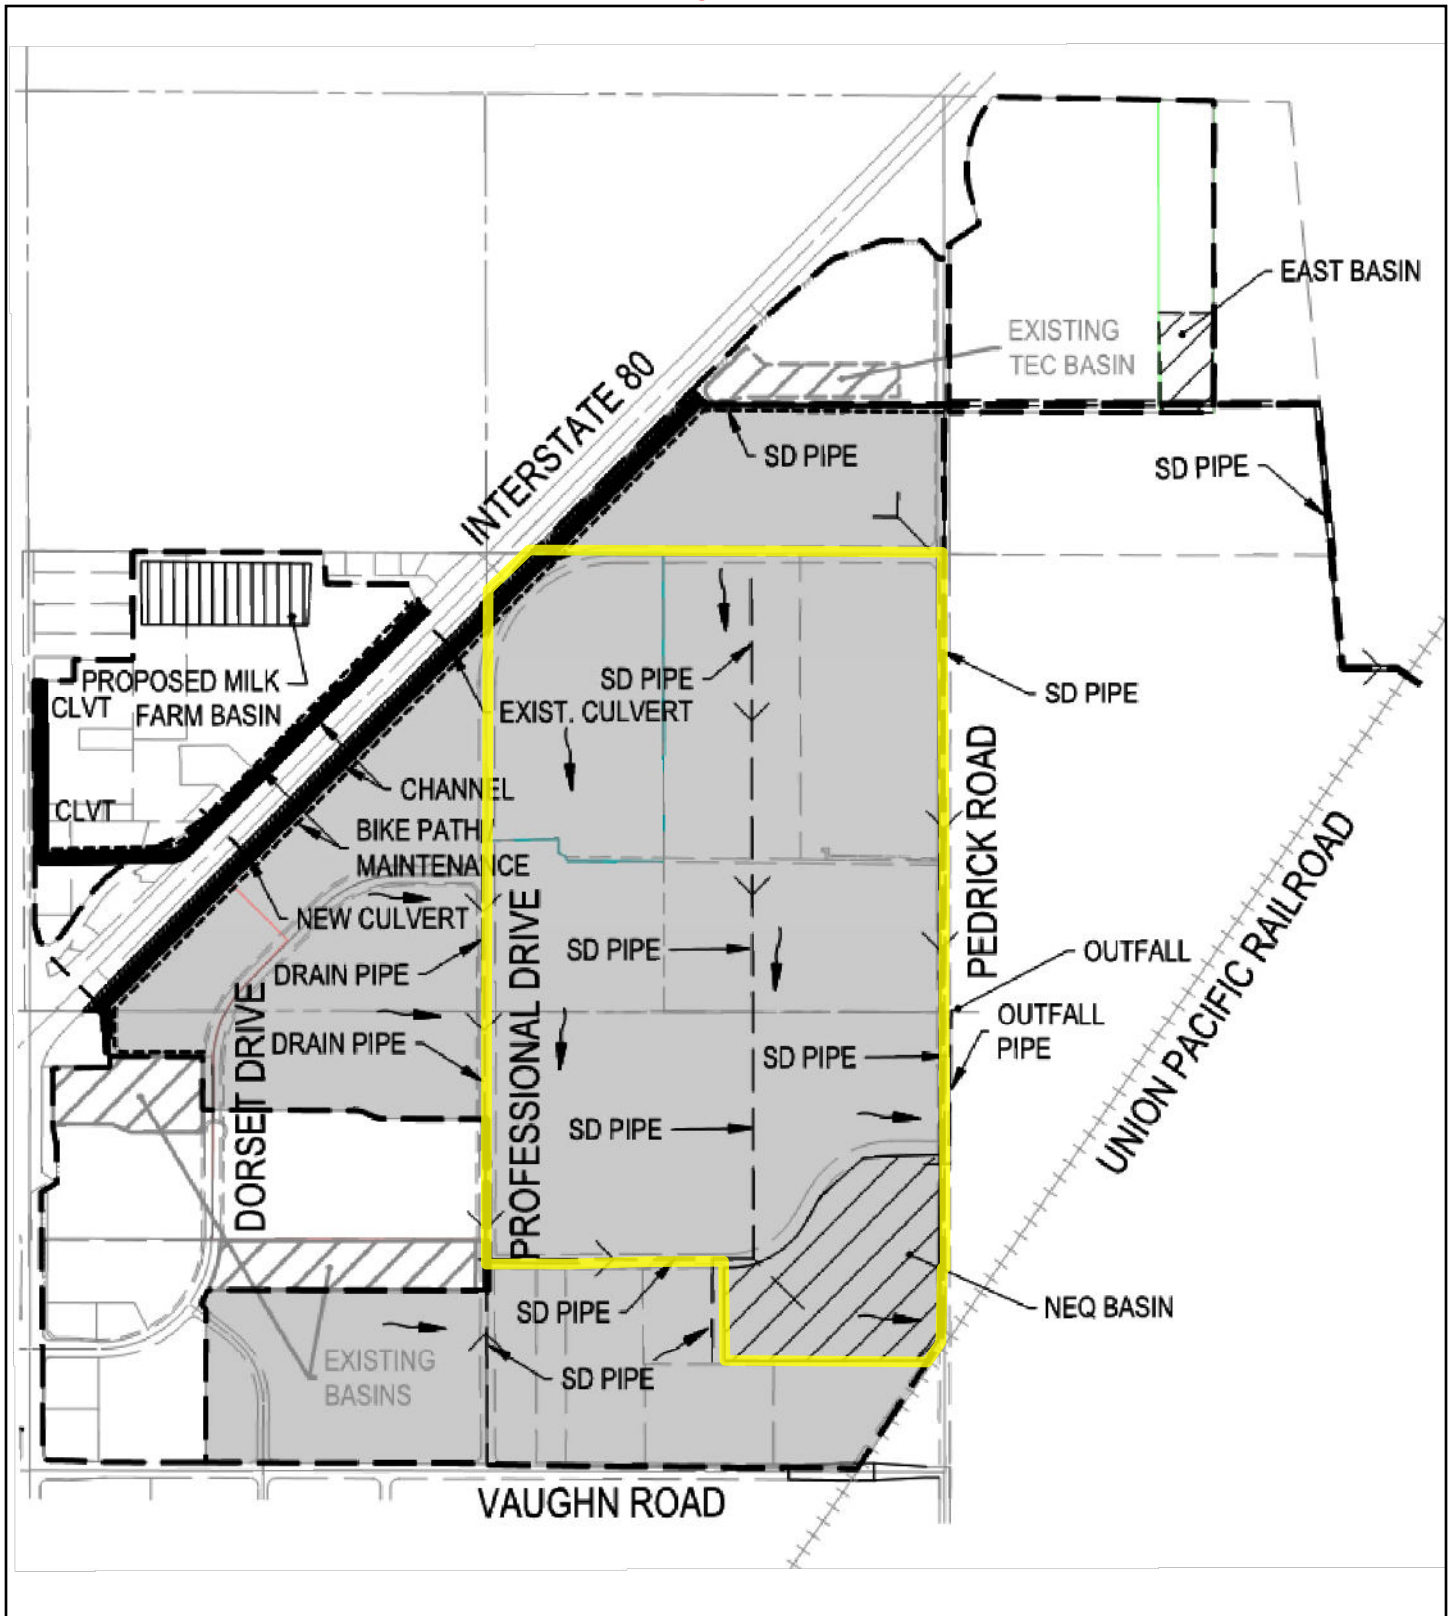 EAST BASIN
EXISTING
TEC BASIN
INTERSTATE 80
SD PIPE
SD PIPE
PROPOSED MILK
FARM BASIN
CLVT
SD PIPE
SD PIPE
EXIST. CULVERT
CHANNEL
CLVT
BIKE PATH/
MAINTENANCE
NEW CULVERT
PEDRICK ROAD
UNION PACIFIC RAILROAD
DRAIN PIPE
SD PIPE
OUTFALL
DORSET DRIVE
PROFESSIONAL DRIVE
OUTFALL
PIPE
DRAIN PIPE
SD PIPE
SD PIPE
NEQ BASIN
SD PIPE
EXISTING
BASINS
SD PIPE
VAUGHN ROAD